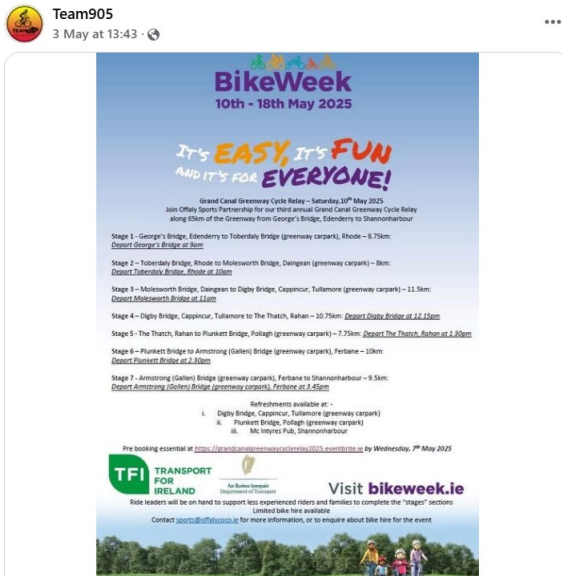 Team905
3 May at 13:43 ·
BikeWeek
10th - 18th May 2025
IT'S EASY, IT'S FUN
AND IT'S FOR EVERYONE!
Grand Canal Greenway Cycle Relay – Saturday,10th May 2025
Join Offaly Sports Partnership for our third annual Grand Canal Greenway Cycle Relay
along 65km of the Greenway from George's Bridge, Edenderry to Shannonharbour
Stage 1 - George's Bridge, Edenderry to Toberdaly Bridge (greenway carpark), Rhode – 8.75km:
Depart George's Bridge at 9am
Stage 2 – Toberdaly Bridge, Rhode to Molesworth Bridge, Daingean (greenway carpark) – 8km:
Depart Toberdaly Bridge, Rhode at 10am
Stage 3 – Molesworth Bridge, Daingean to Digby Bridge, Cappincur, Tullamore (greenway carpark) - 11.5km:
Depart Molesworth Bridge at 11am
Stage 4 – Digby Bridge, Cappincur, Tullamore to The Thatch, Rahan – 10.75km: Depart Digby Bridge at 12.15pm
Stage 5 - The Thatch, Rahan to Plunkett Bridge, Pollagh (greenway carpark) – 7.75km: Depart The Thatch, Rahan at 1.30pm
Stage 6 – Plunkett Bridge to Armstrong (Gallen) Bridge (greenway carpark), Ferbane – 10km:
Depart Plunkett Bridge at 2.30pm
Stage 7 - Armstrong (Gallen) Bridge (greenway carpark), Ferbane to Shannonharbour – 9.5km:
Depart Armstrong (Gallen) Bridge (greenway carpark), Ferbane at 3.45pm
Refreshments available at: -
i. Digby Bridge, Cappincur, Tullamore (greenway carpark)
ii. Plunkett Bridge, Pollagh (greenway carpark)
iii. Mc Intyres Pub, Shannonharbour
Pre booking essential at https://grandcanalgreenwaycyclerelay2025.eventbrite.ie by Wednesday, 7th May 2025
TFI TRANSPORT
FOR
IRELAND
An Roinn Iompair
Department of Transport
Visit bikeweek.ie
Ride leaders will be on hand to support less experienced riders and families to complete the "stages" sections
Limited bike hire available
Contact sports@offalycoco.ie for more information, or to enquire about bike hire for the event